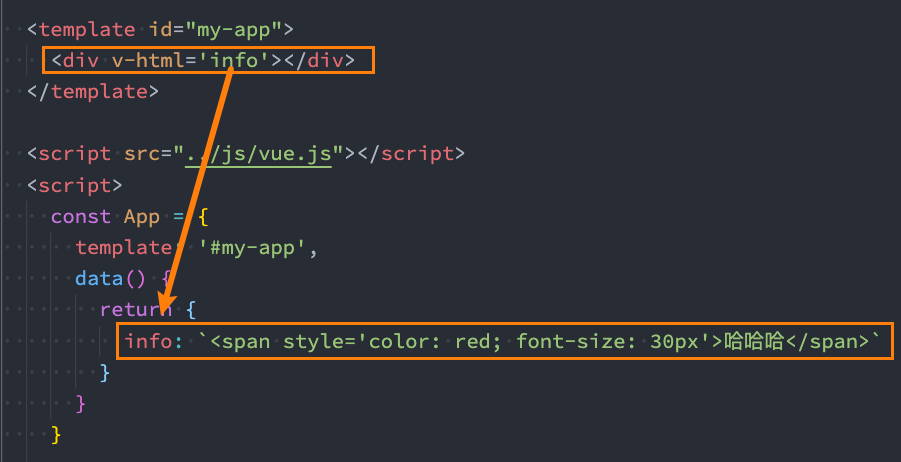 <template id="my-app">
<div v-html='info'></div>
</template>
<script src="../js/vue.js"></script>
<script>
const App = {
template: '#my-app',
data() {
return {
info: `<span style='color: red; font-size: 30px'>哈哈哈</span>`
}
}
}